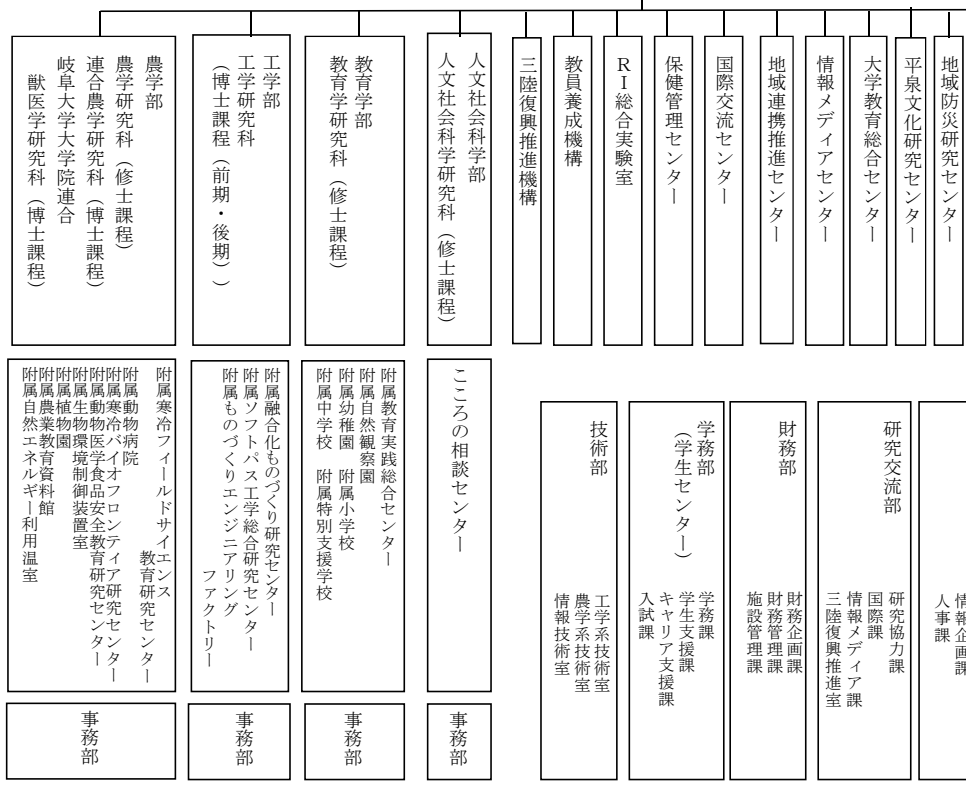 地域防災研究センター
平泉文化研究センター
大学教育総合センター
情報メディアセンター
地域連携推進センター
国際交流センター
保健管理センター
RI総合実験室
教員養成機構
三陸復興推進機構
人文社会科学部
人文社会科学研究科(修士課程)
教育学部
教育学研究科(修士課程)
工学部
工学研究科
(博士課程(前期・後期))
農学部
農学研究科(修士課程)
連合農学研究科(博士課程)
岐阜大学大学院連合
獣医学研究科(博士課程)
情報企画課
人事課
研究交流部
研究協力課
国際課
情報メディア課
三陸復興推進室
財務部
財務企画課
財務管理課
施設管理課
学務部
(学生センター)
学務課
学生支援課
キャリア支援課
入試課
技術部
工学系技術室
農学系技術室
情報技術室
こころの相談センター
附属教育実践総合センター
附属自然観察園
附属幼稚園 附属小学校
附属中学校 附属特別支援学校
附属融合化ものづくり研究センター
附属ソフトパス工学総合研究センター
附属ものづくりエンジニアリング
ファクトリー
附属寒冷フィールドサイエンス
教育研究センター
附属動物病院
附属寒冷バイオフロンティア研究センター
附属動物医学食品安全教育研究センター
附属生物環境制御装置室
附属植物園
附属農業教育資料館
附属自然エネルギー利用温室
事務部
事務部
事務部
事務部